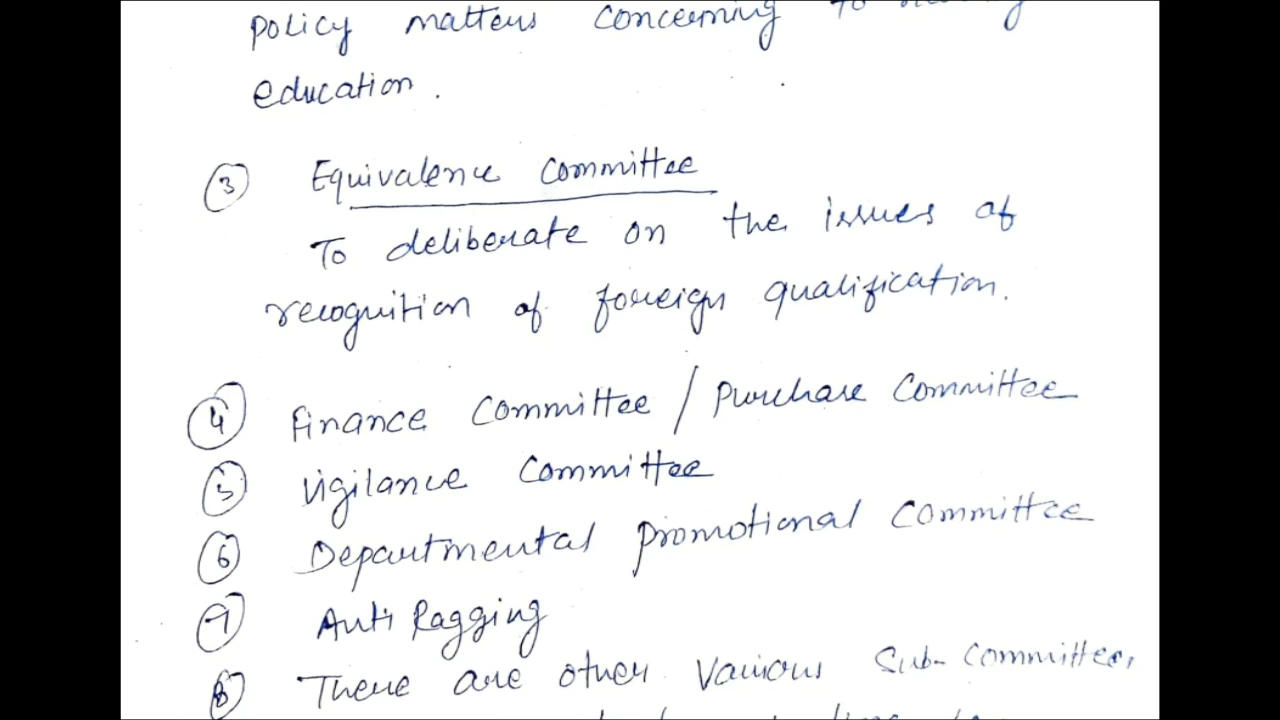 policy matters concerning to
education.
3 Equivalence Committee
To deliberate on the issues of
recognition of foreign qualification.
4 Finance Committee / Purchase Committee
5 Vigilance Committee
6 Departmental Promotional Committee
7 Anti Ragging
8 There are other various Sub-Committees,